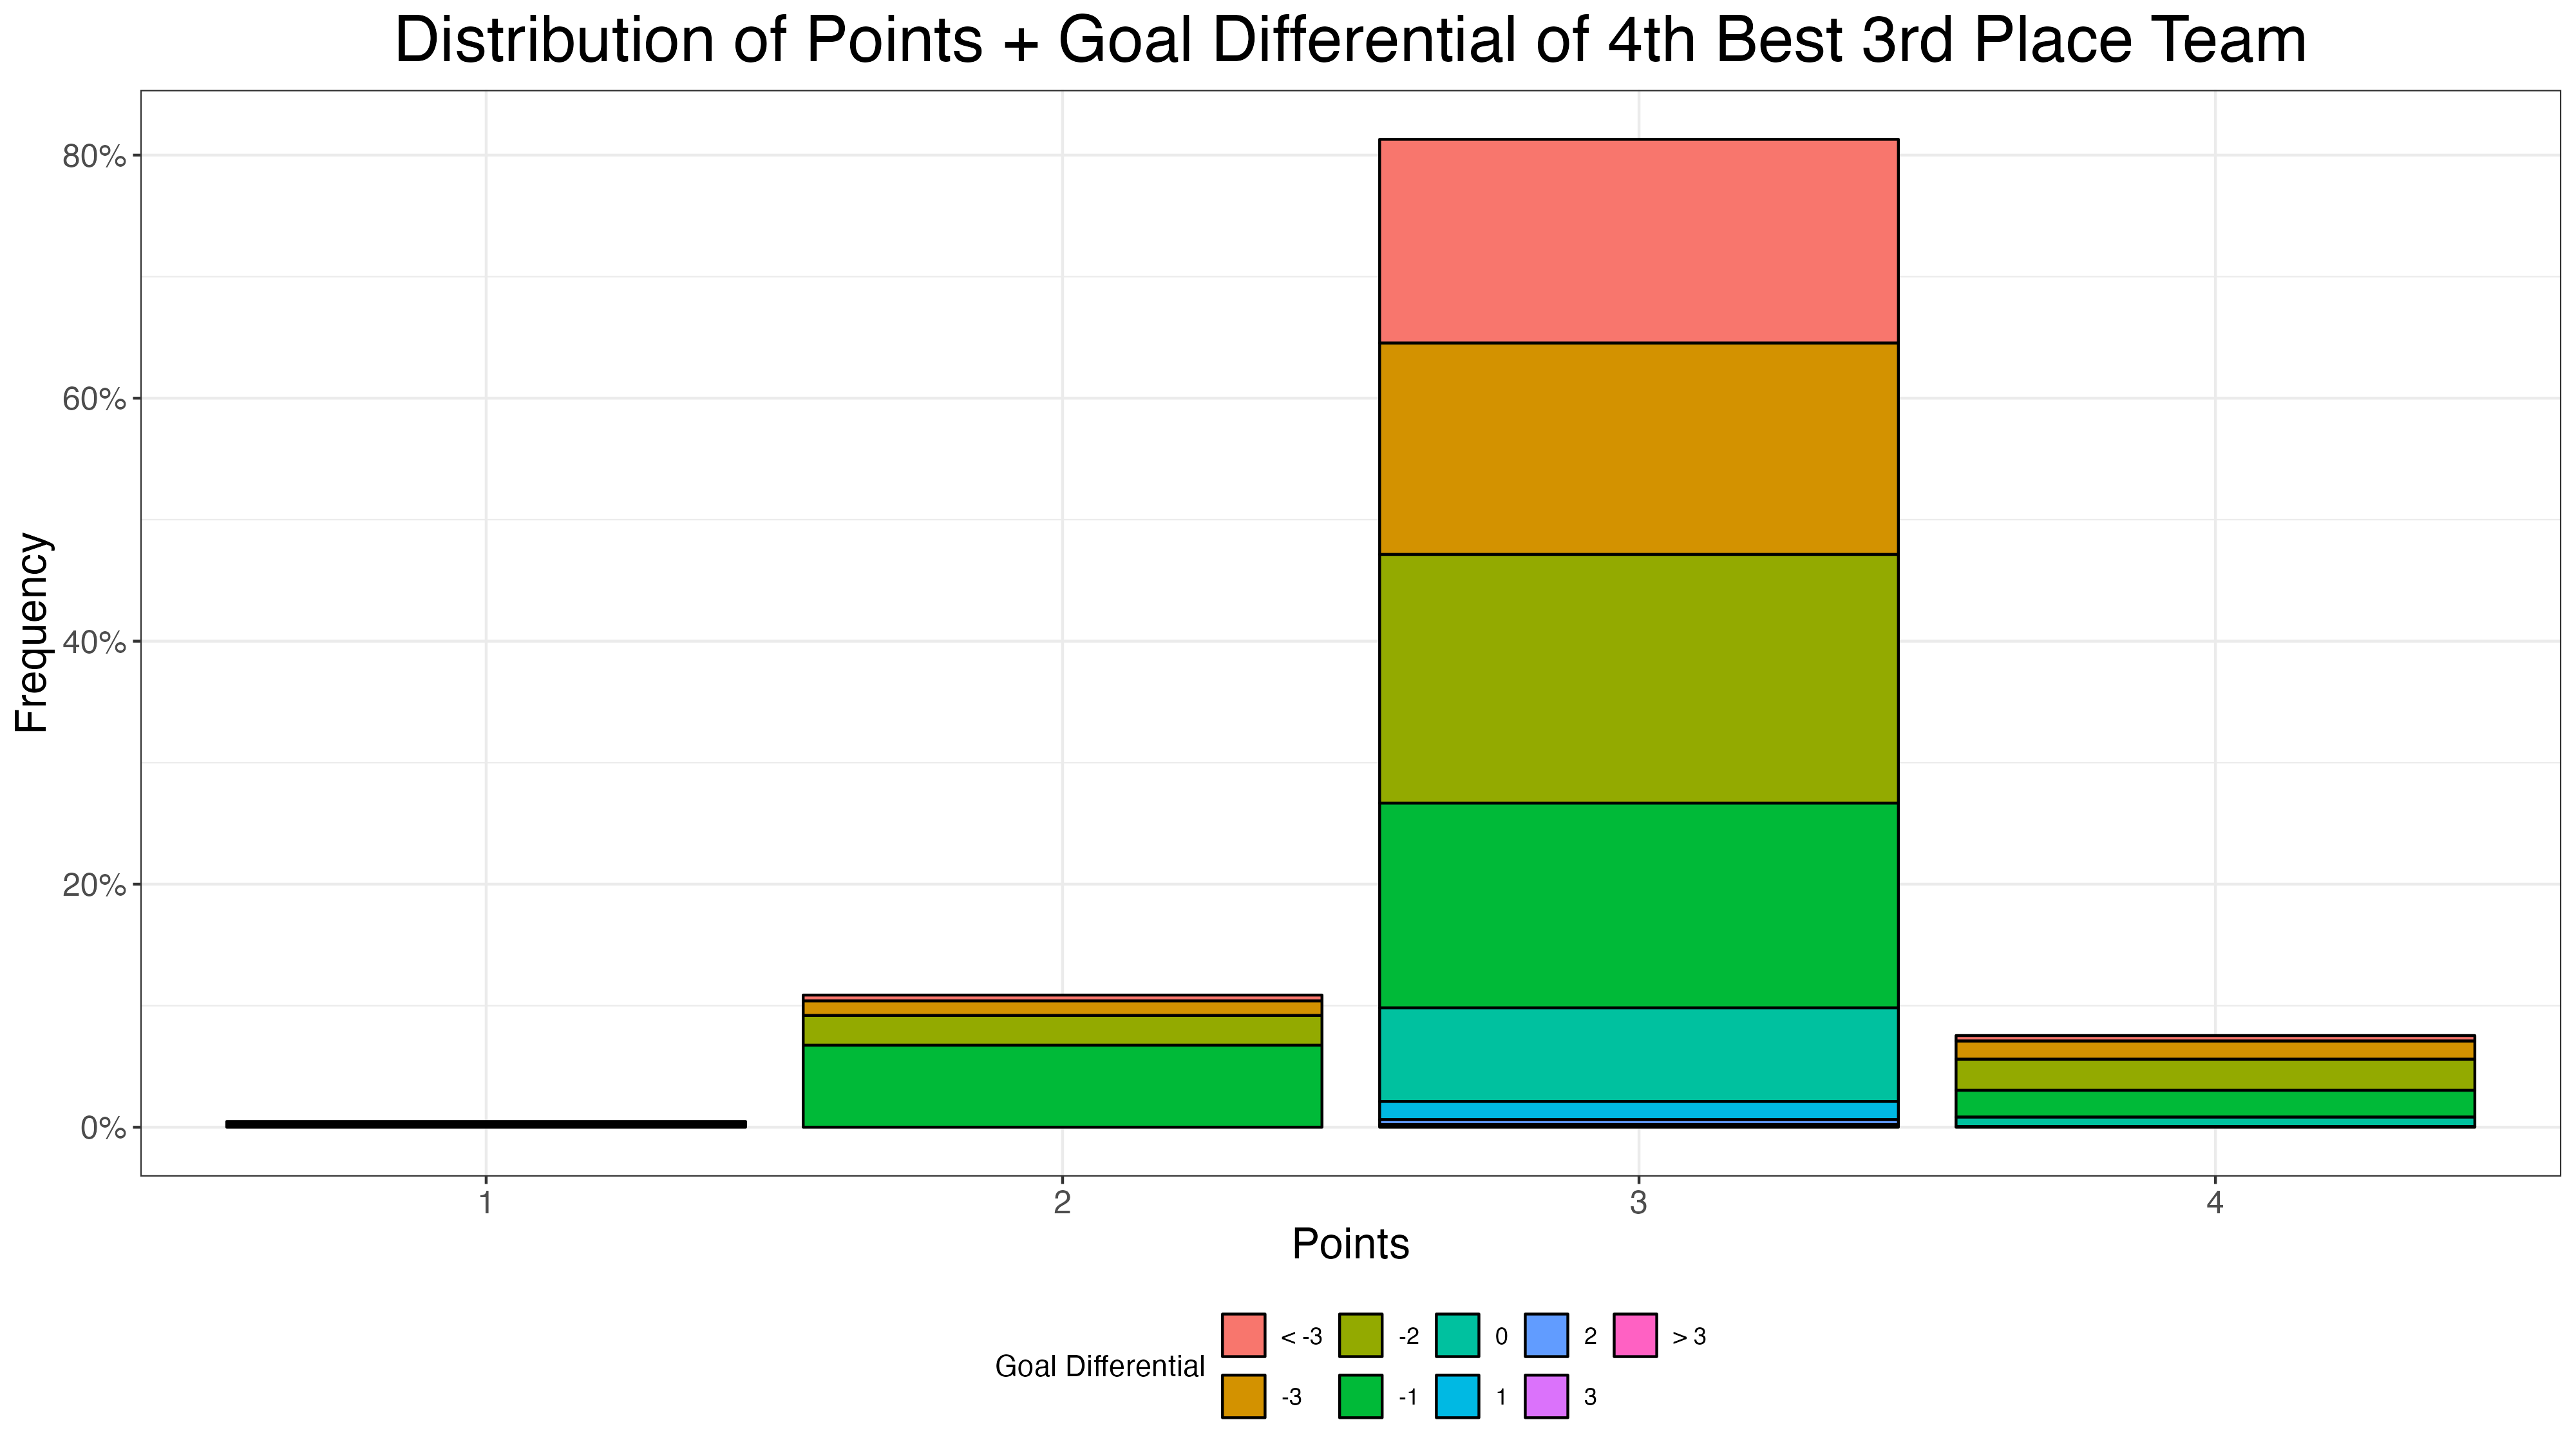 Distribution of Points + Goal Differential of 4th Best 3rd Place Team
Frequency
80%
60%
40%
20%
0%
1 2 3 4
Points
Goal Differential
< -3 -2 0 2 > 3
-3 -1 1 3